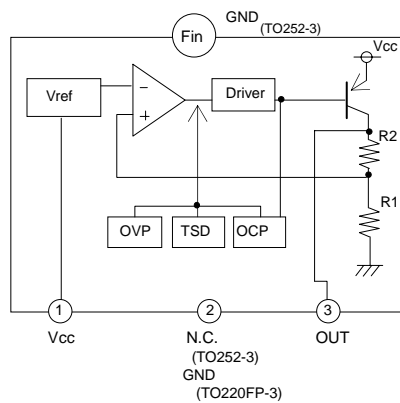 GND
(TO252-3)
Fin
Vcc
Vref
−
+
Driver
R2
R1
OVP
TSD
OCP
1
2
3
Vcc
N.C.
OUT
(TO252-3)
GND
(TO220FP-3)